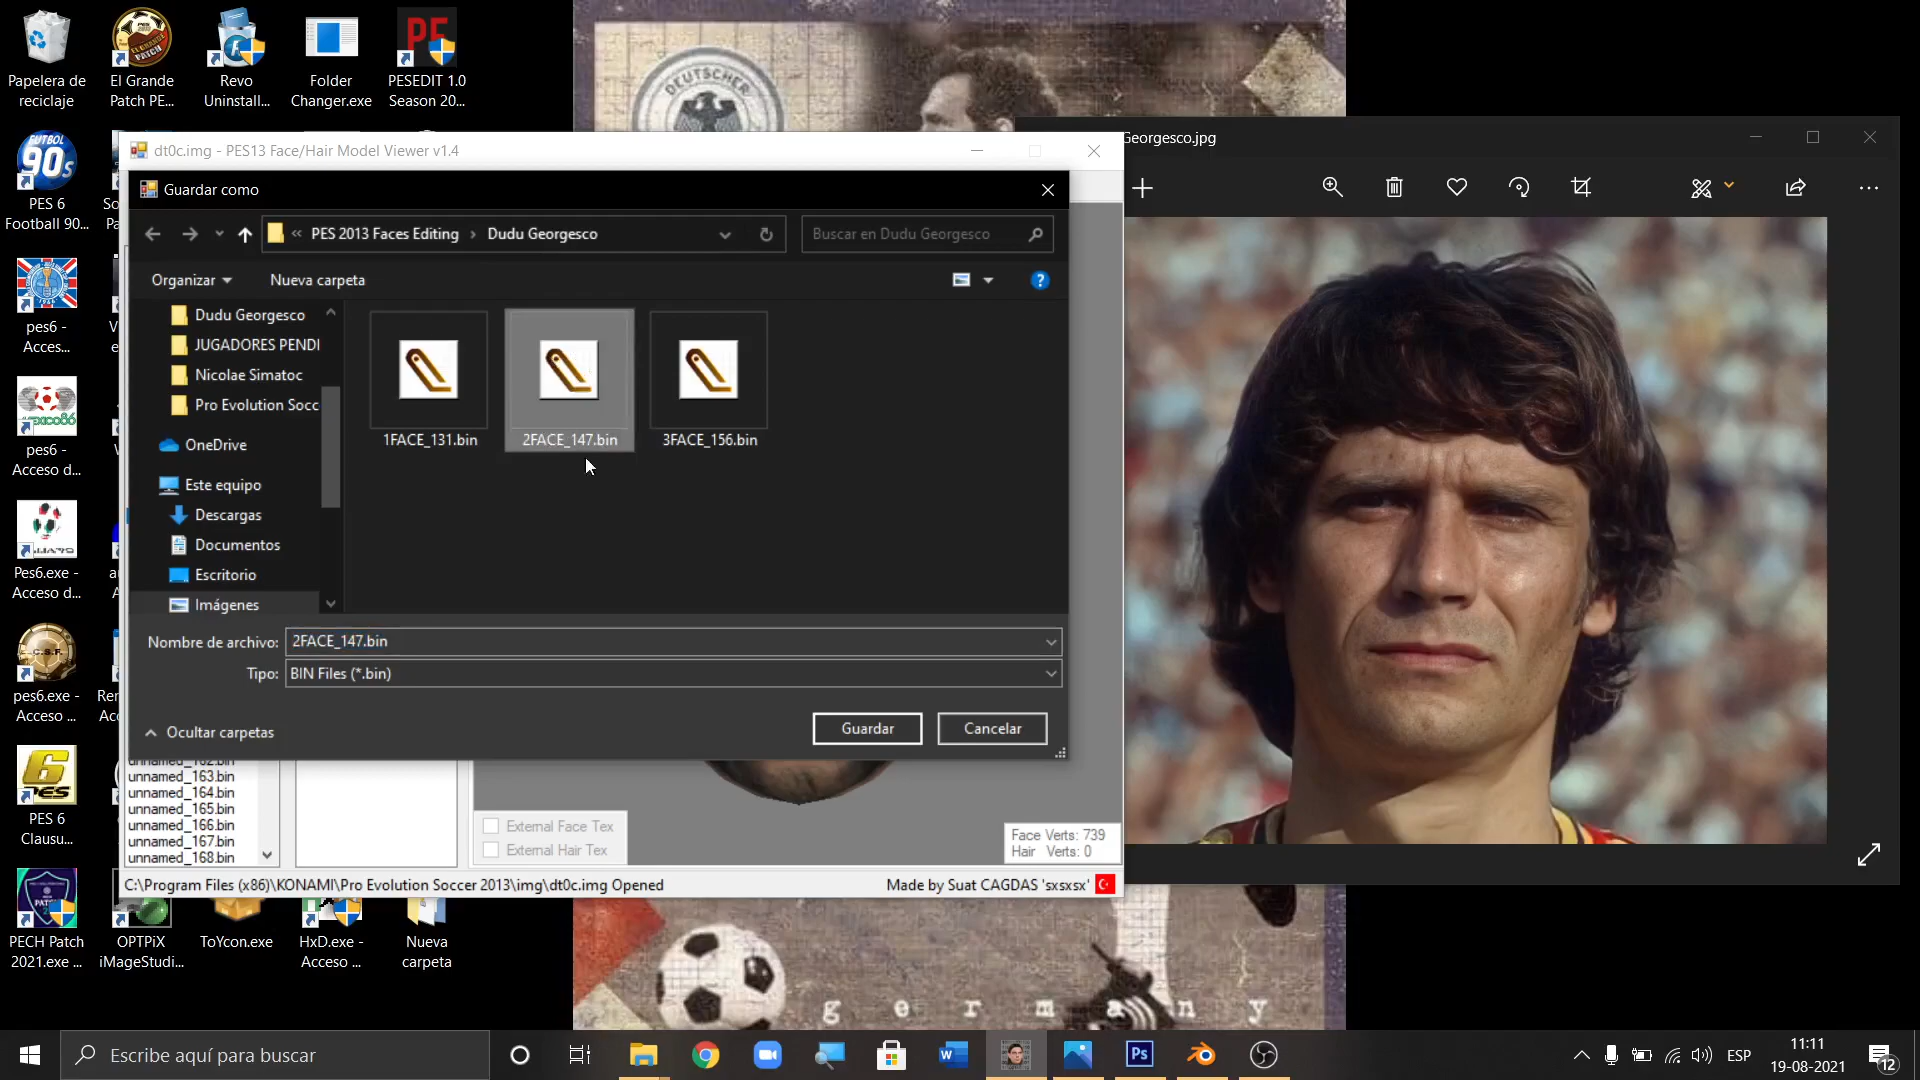 Papelera de
reciclaje
El Grande
Patch PE...
Revo
Uninstall...
Folder
Changer.exe
PESEDIT 1.0
Season 20...
PES 6
Football 90...
pes6 -
Acces...
pes6 -
Acceso d...
Pes6.exe -
Acceso d...
pes6.exe -
Acceso ...
PES 6
Clausu...
PECH Patch
2021.exe ...
OPTPiX
iMageStudi...
ToYcon.exe
HxD.exe -
Acceso ...
Nueva
carpeta
DEUTSCHER
germany
dt0c.img - PES13 Face/Hair Model Viewer v1.4
Guardar como
« PES 2013 Faces Editing › Dudu Georgesco
Buscar en Dudu Georgesco
Organizar
Nueva carpeta
Dudu Georgesco
JUGADORES PENDI
Nicolae Simatoc
Pro Evolution Socc
OneDrive
Este equipo
Descargas
Documentos
Escritorio
Imágenes
1FACE_131.bin
2FACE_147.bin
3FACE_156.bin
Nombre de archivo: 2FACE_147.bin
Tipo: BIN Files (*.bin)
Ocultar carpetas
Guardar
Cancelar
unnamed_162.bin
unnamed_163.bin
unnamed_164.bin
unnamed_165.bin
unnamed_166.bin
unnamed_167.bin
unnamed_168.bin
External Face Tex
External Hair Tex
Face Verts: 739
Hair Verts: 0
C:\Program Files (x86)\KONAMI\Pro Evolution Soccer 2013\img\dt0c.img Opened
Made by Suat CAGDAS 'sxsxsx'
Georgesco.jpg
Escribe aquí para buscar
ESP
11:11
19-08-2021
12